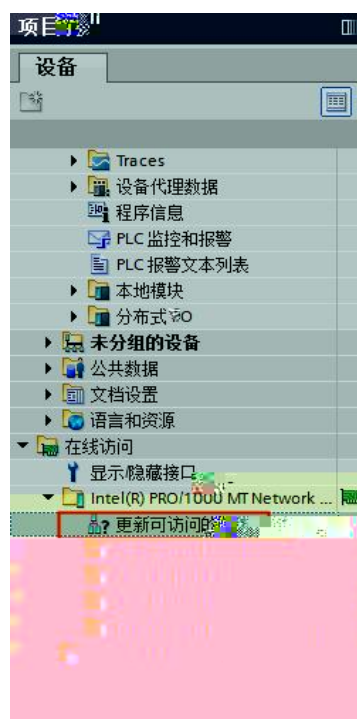 项目
设备
Traces
设备代理数据
程序信息
PLC 监控和报警
PLC 报警文本列表
本地模块
分布式
未分组的设备
公共数据
文档设置
语言和资源
在线访问
显示/隐藏接口
Intel(R) PRO/1000 MT Network ...
更新可访问的